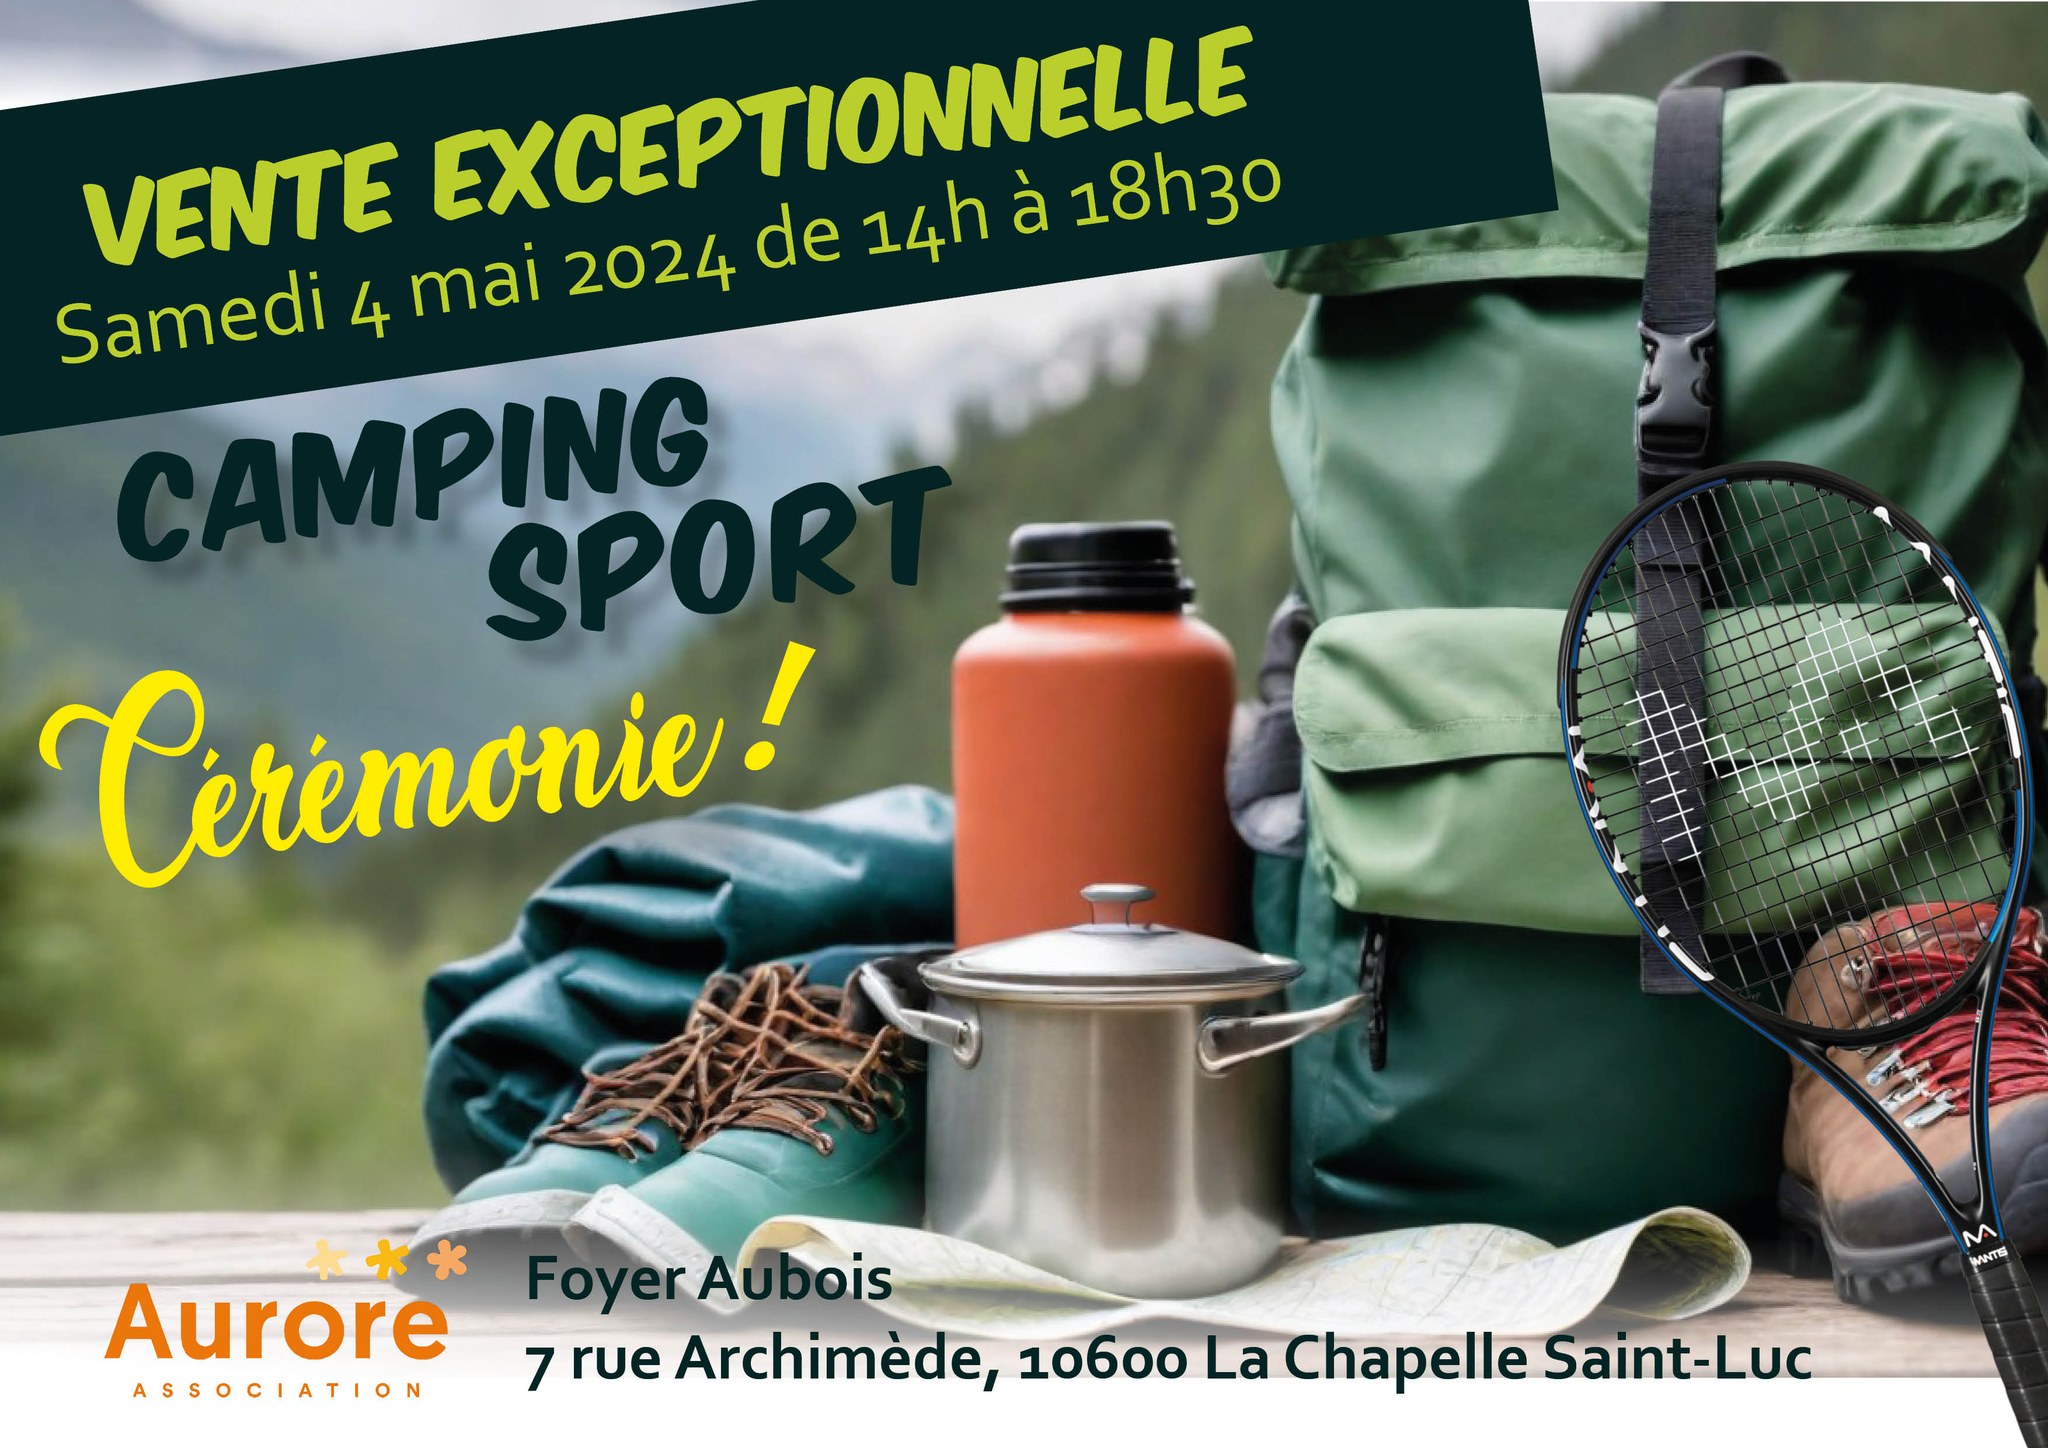 VENTE EXCEPTIONNELLE
Samedi 4 mai 2024 de 14h à 18h30
CAMPING
SPORT
Cérémonie !
Aurore
ASSOCIATION
Foyer Aubois
7 rue Archimède, 10600 La Chapelle Saint-Luc
MANTIS